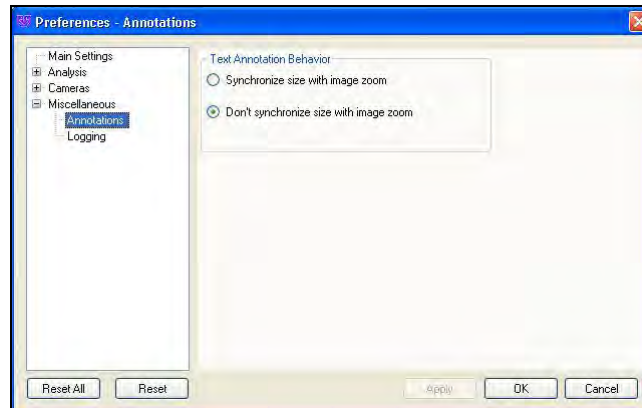 Preferences - Annotations
Main Settings
Analysis
Cameras
Miscellaneous
Annotations
Logging
Text Annotation Behavior
Synchronize size with image zoom
Don't synchronize size with image zoom
Reset All Reset Apply OK Cancel